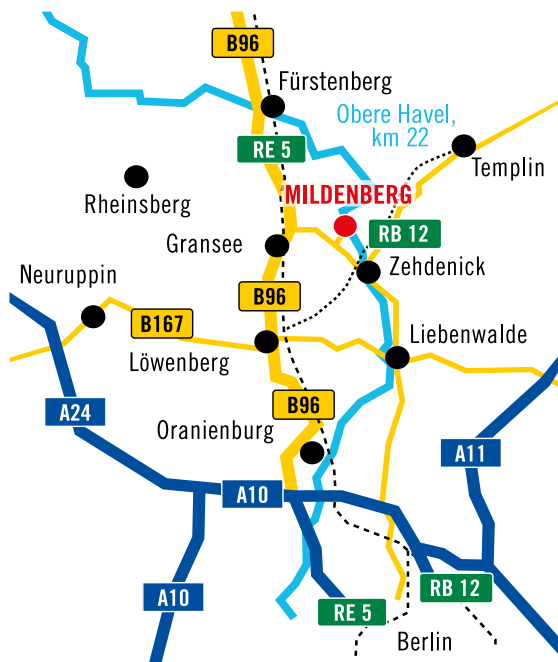 B96
Fürstenberg
Obere Havel,
km 22
RE 5
Templin
Rheinsberg
MILDENBERG
RB 12
Gransee
Zehdenick
Neuruppin
B96
B167
Liebenwalde
Löwenberg
B96
A24
Oranienburg
A11
A10
A10
RB 12
RE 5
Berlin